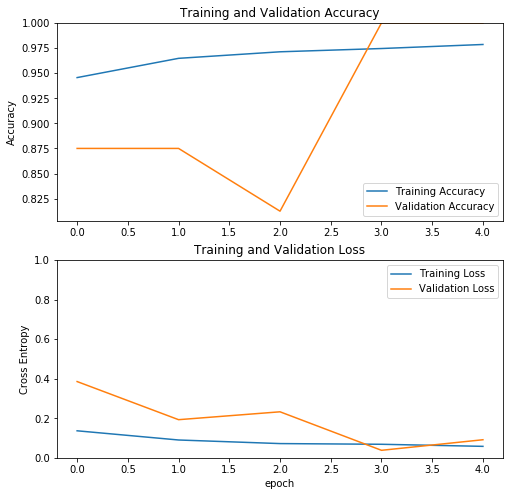 Training and Validation Accuracy
1.000
0.975
0.950
0.925
0.900
0.875
0.850
0.825
Accuracy
Training Accuracy
Validation Accuracy
0.0 0.5 1.0 1.5 2.0 2.5 3.0 3.5 4.0
Training and Validation Loss
1.0
0.8
0.6
0.4
0.2
0.0
Cross Entropy
Training Loss
Validation Loss
0.0 0.5 1.0 1.5 2.0 2.5 3.0 3.5 4.0
epoch